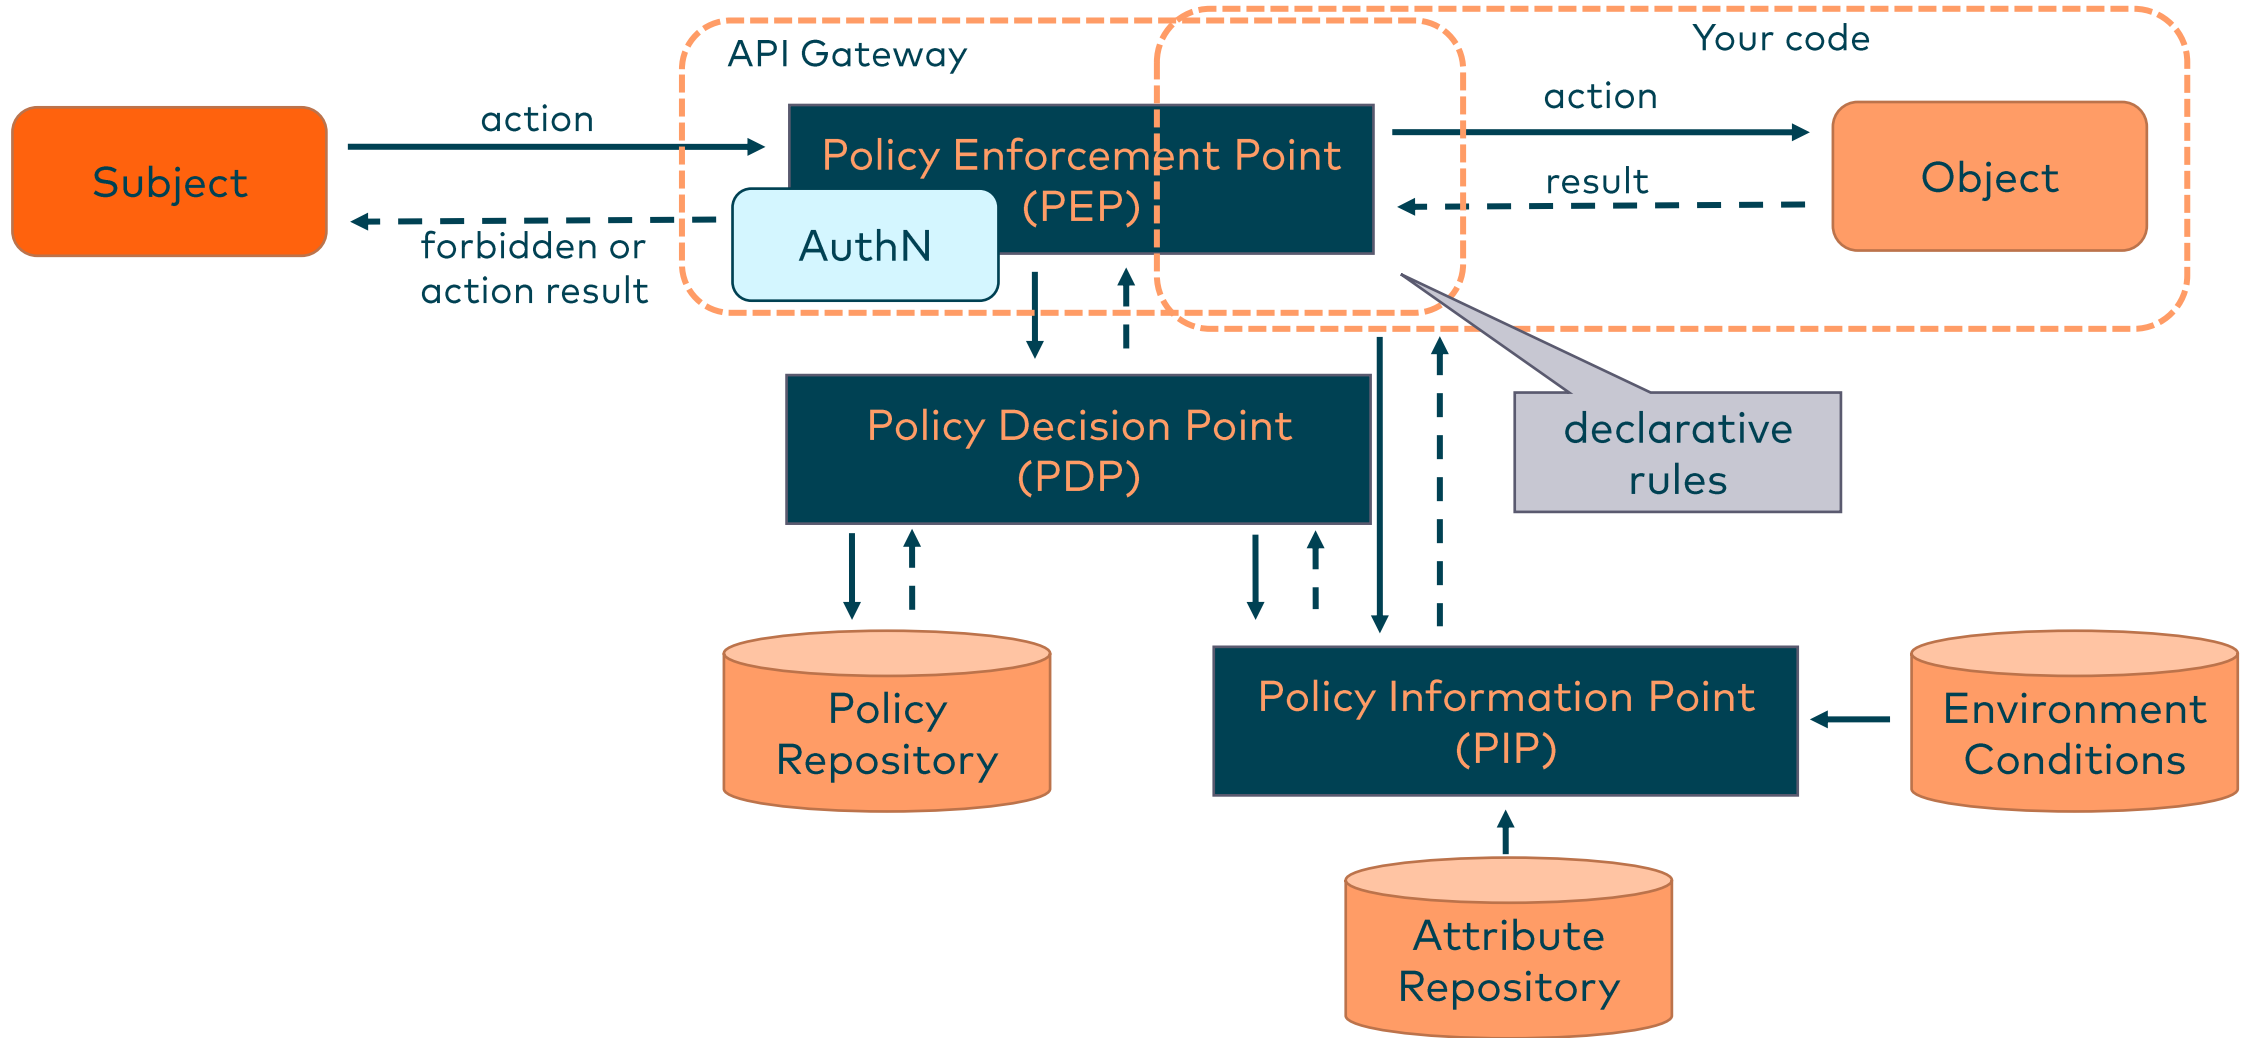 API Gateway
Your code
Subject
action
forbidden or
action result
Policy Enforcement Point
(PEP)
AuthN
action
result
Object
Policy Decision Point
(PDP)
declarative
rules
Policy
Repository
Policy Information Point
(PIP)
Environment
Conditions
Attribute
Repository